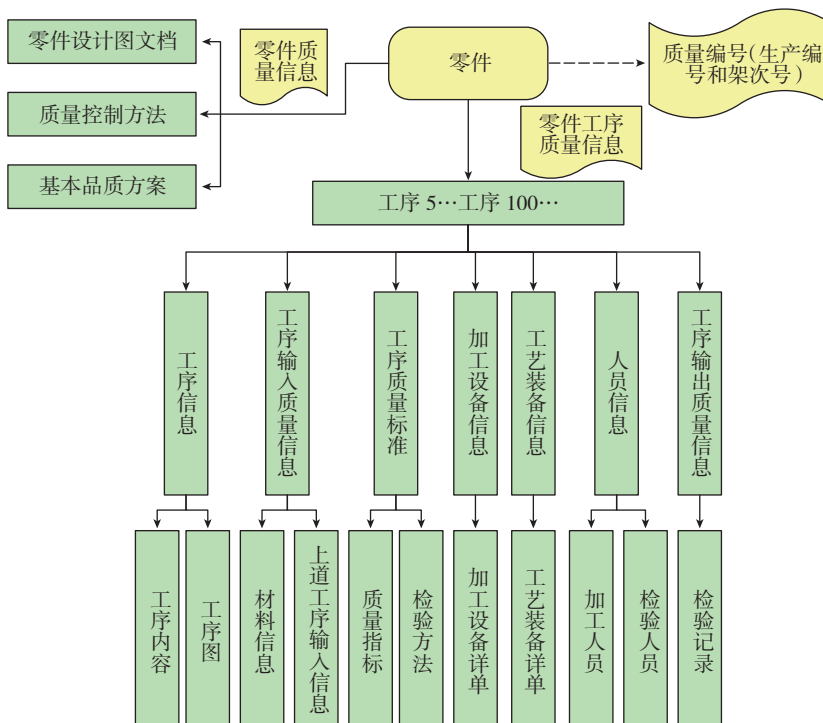 零件设计图文档
零件质
量信息
零件
质量编号(生产编
号和架次号)
质量控制方法
零件工序
质量信息
基本品质方案
工序 5…工序 100…
工序信息
工序输入质量信息
工序质量标准
加工设备信息
工艺装备信息
人员信息
工序输出质量信息
工序内容
工序图
材料信息
上道工序输入信息
质量指标
检验方法
加工设备详单
工艺装备详单
加工人员
检验人员
检验记录